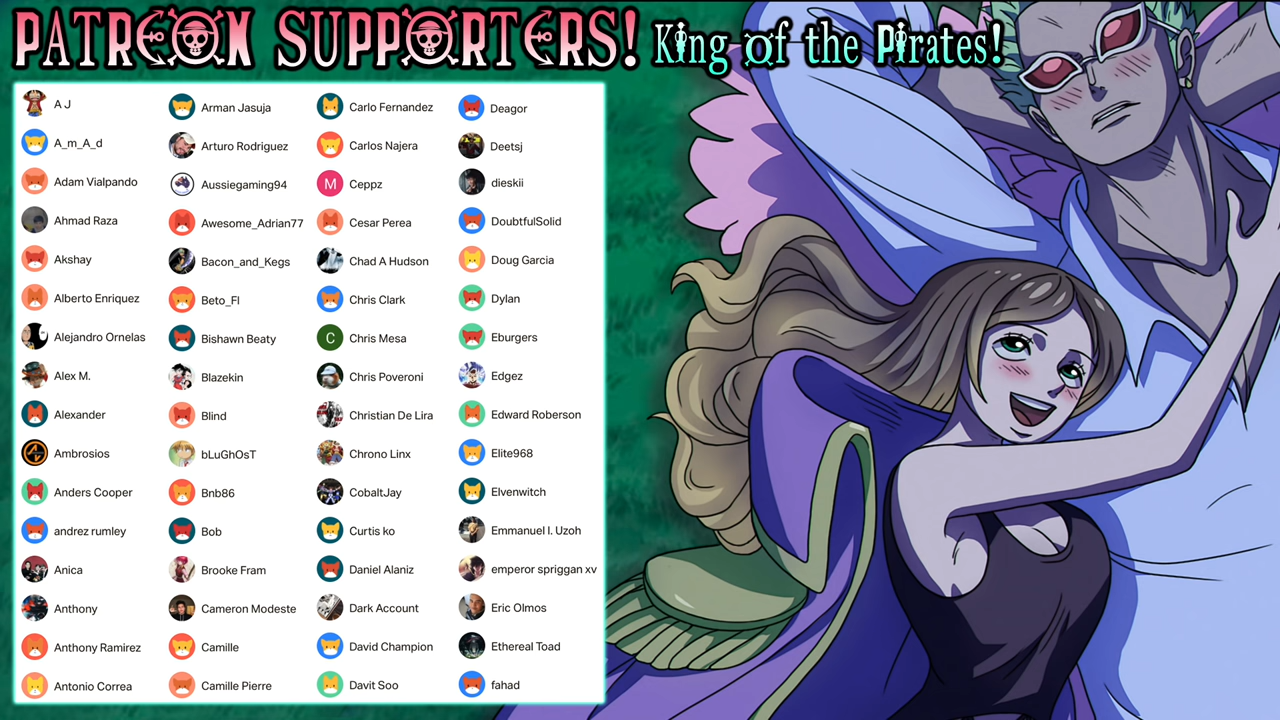 PATREON SUPPORTERS! King of the Pirates!
A J
A_m_A_d
Adam Vialpando
Ahmad Raza
Akshay
Alberto Enriquez
Alejandro Ornelas
Alex M.
Alexander
Ambrosios
Anders Cooper
andrez rumley
Anica
Anthony
Anthony Ramirez
Antonio Correa
Arman Jasuja
Arturo Rodriguez
Aussiegaming94
Awesome_Adrian77
Bacon_and_Kegs
Beto_Fl
Bishawn Beaty
Blazekin
Blind
bLuGhOsT
Bnb86
Bob
Brooke Fram
Cameron Modeste
Camille
Camille Pierre
Carlo Fernandez
Carlos Najera
M Ceppz
Cesar Perea
Chad A Hudson
Chris Clark
C Chris Mesa
Chris Poveroni
Christian De Lira
Chrono Linx
CobaltJay
Curtis ko
Daniel Alaniz
Dark Account
David Champion
Davit Soo
Deagor
Deetsj
dieskii
DoubtfulSolid
Doug Garcia
Dylan
Eburgers
Edgez
Edward Roberson
Elite968
Elvenwitch
Emmanuel I. Uzoh
emperor spriggan xv
Eric Olmos
Ethereal Toad
fahad